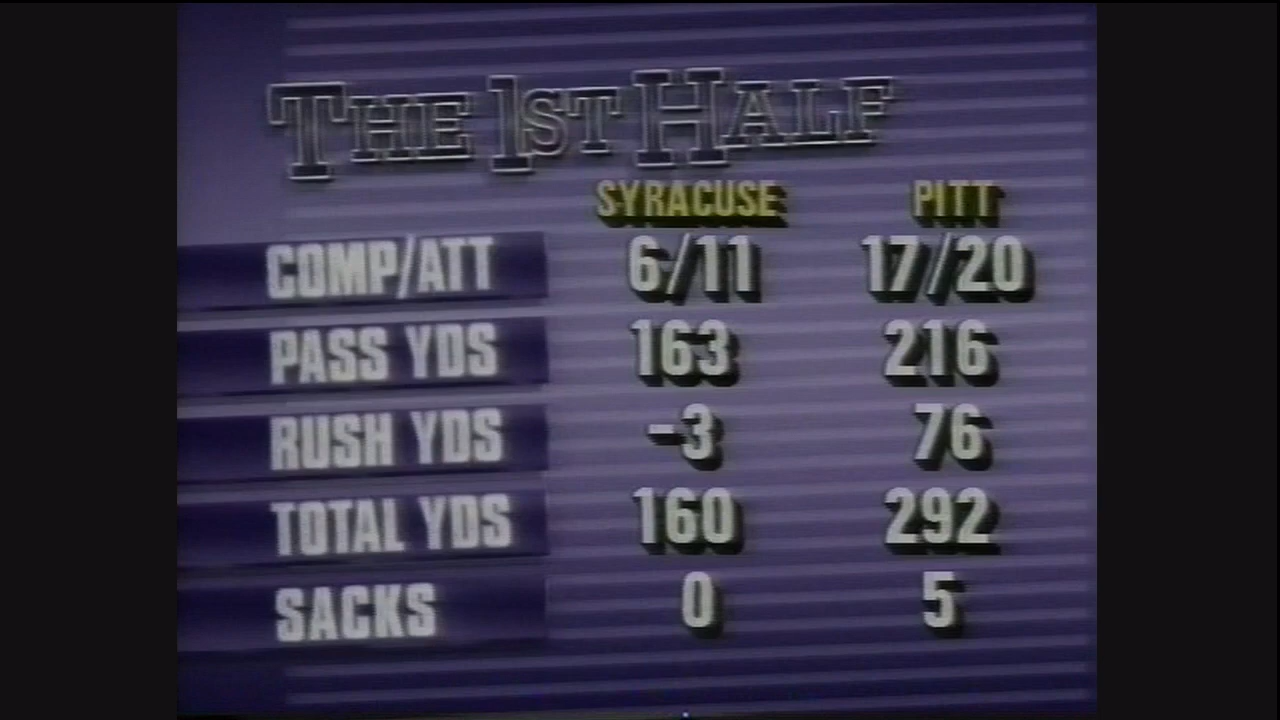 THE 1ST HALF
SYRACUSE PITT
COMP/ATT 6/11 17/20
PASS YDS 163 216
RUSH YDS -3 76
TOTAL YDS 160 292
SACKS 0 5